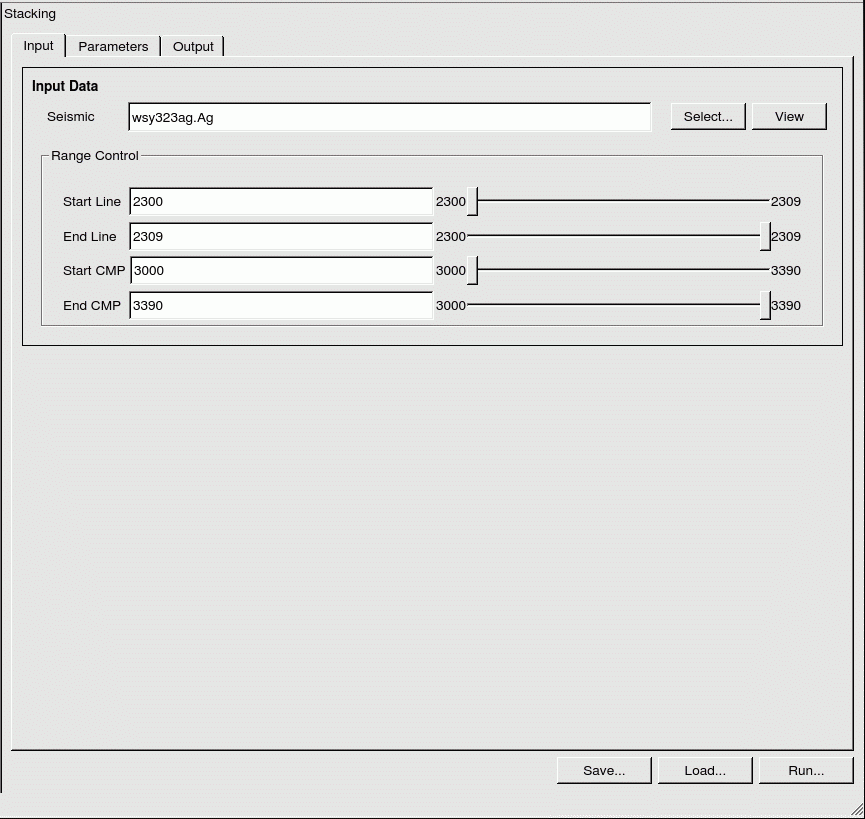 Stacking
Input Parameters Output
Input Data
Seismic wsy323ag.Ag Select... View
Range Control
Start Line 2300 2300 2309
End Line 2309 2300 2309
Start CMP 3000 3000 3390
End CMP 3390 3000 3390
Save... Load... Run...